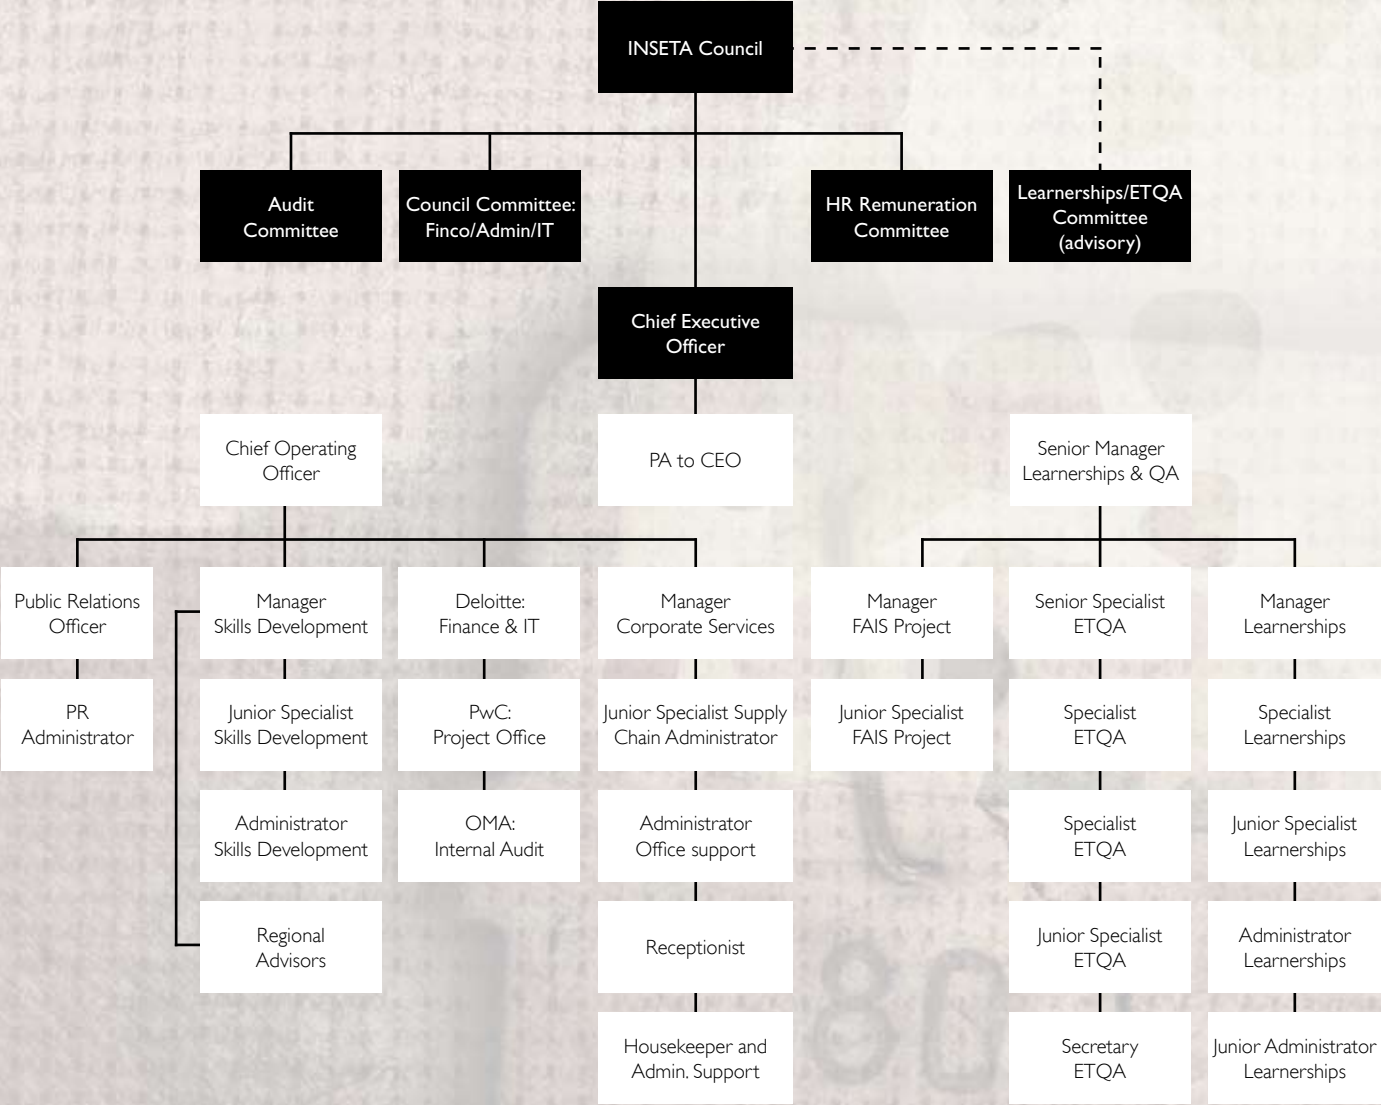 INSETA Council
Audit
Committee
Council Committee:
Finco/Admin/IT
HR Remuneration
Committee
Learnerships/ETQA
Committee
(advisory)
Chief Executive
Officer
Chief Operating
Officer
PA to CEO
Senior Manager
Learnerships & QA
Public Relations
Officer
Manager
Skills Development
Deloitte:
Finance & IT
Manager
Corporate Services
Manager
FAIS Project
Senior Specialist
ETQA
Manager
Learnerships
PR
Administrator
Junior Specialist
Skills Development
PwC:
Project Office
Junior Specialist Supply
Chain Administrator
Junior Specialist
FAIS Project
Specialist
ETQA
Specialist
Learnerships
Administrator
Skills Development
OMA:
Internal Audit
Administrator
Office support
Specialist
ETQA
Junior Specialist
Learnerships
Regional
Advisors
Receptionist
Junior Specialist
ETQA
Administrator
Learnerships
Housekeeper and
Admin. Support
Secretary
ETQA
Junior Administrator
Learnerships
80